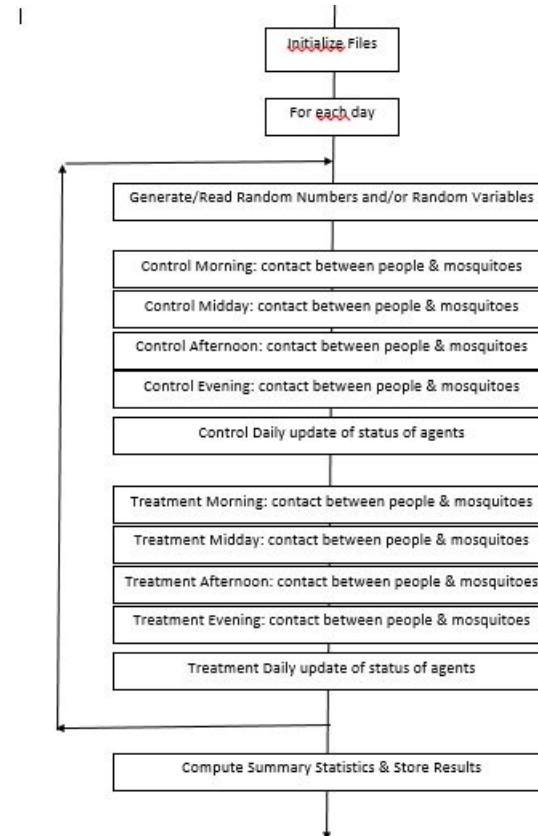 Initialize Files
For each day
Generate/Read Random Numbers and/or Random Variables
Control Morning: contact between people & mosquitoes
Control Midday: contact between people & mosquitoes
Control Afternoon: contact between people & mosquitoes
Control Evening: contact between people & mosquitoes
Control Daily update of status of agents
Treatment Morning: contact between people & mosquitoes
Treatment Midday: contact between people & mosquitoes
Treatment Afternoon: contact between people & mosquitoes
Treatment Evening: contact between people & mosquitoes
Treatment Daily update of status of agents
Compute Summary Statistics & Store Results